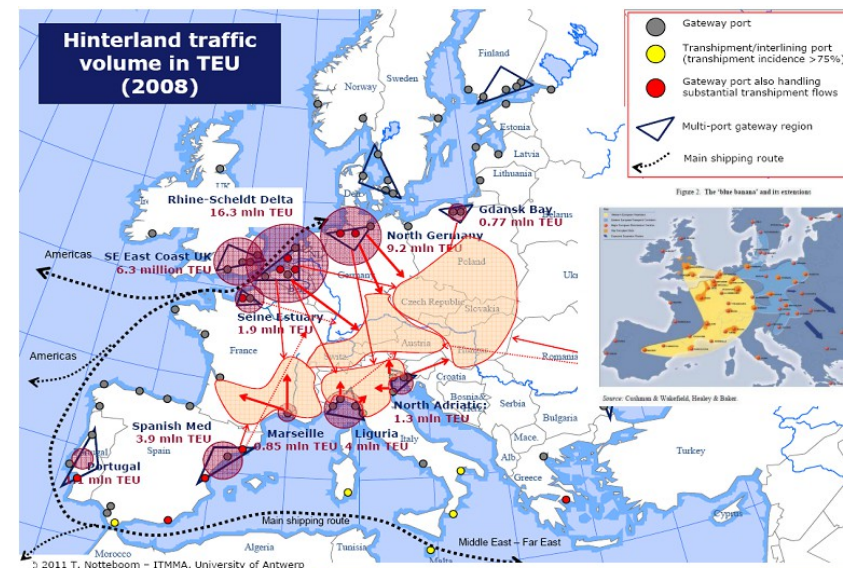 Hinterland traffic
volume in TEU
(2008)
Gateway port
Transhipment/interlining port
(transhipment incidence >75%)
Gateway port also handling
substantial transhipment flows
Multi-port gateway region
Main shipping route
Figure 2. The 'blue banana' and its extensions
Finland
Norway
Sweden
Estonia
Latvia
Lithuania
Belarus
Rhine-Scheldt Delta
16.3 mln TEU
Gdansk Bay
0.77 mln TEU
North Germany
9.2 mln TEU
SE East Coast UK
6.3 million TEU
Americas
Germany
Poland
Czech Republic
Slovakia
Seine Estuary
1.9 mln TEU
France
Austria
Romania
Americas
Croatia
Bosnia&
Serbia
Bulgaria
North Adriatic:
1.3 mln TEU
Source: Cushman & Wakefield, Healey & Baker.
Spanish Med
3.9 mln TEU
Spain
Marseille
0.85 mln TEU
Liguria
4 mln TEU
Italy
Mace.
Alb.
Greece
Turkey
Portugal
mln TEU
Cyprus
Main shipping route
Middle East – Far East
Morocco
Algeria
Tunisia
Malta
2011 T. Notteboom – ITMMA, University of Antwerp